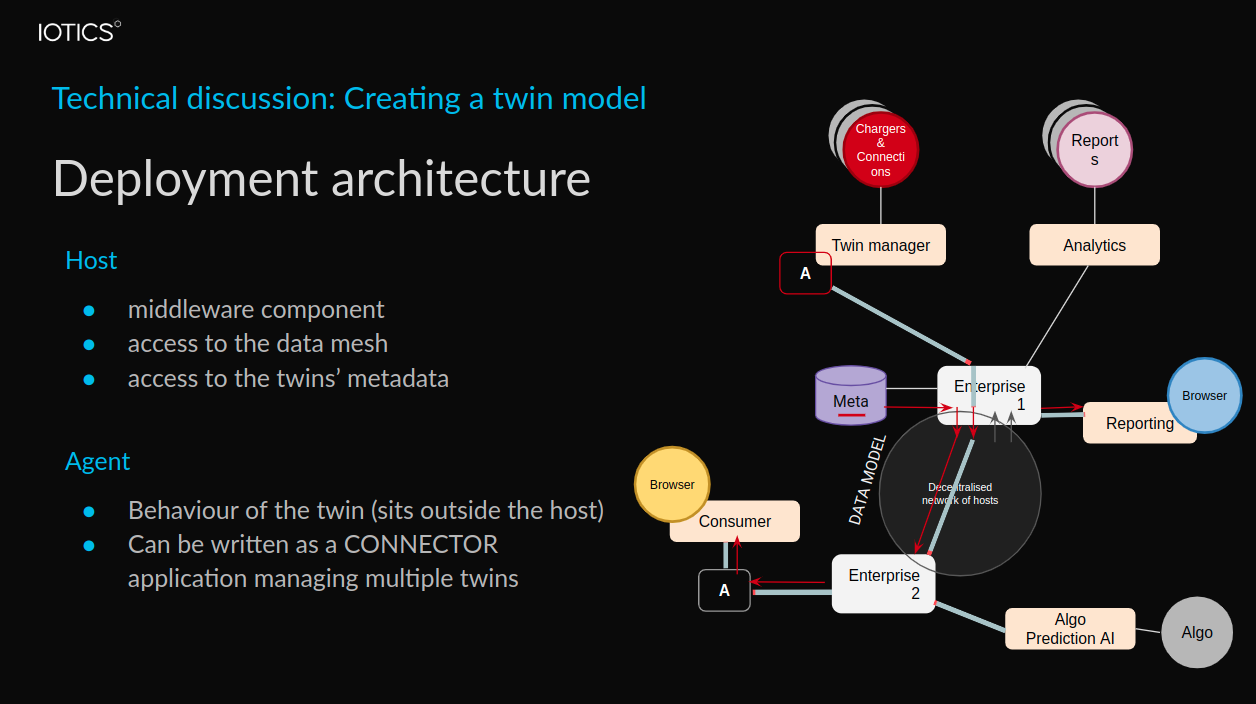 IOTICS
Technical discussion: Creating a twin model
Deployment architecture
Host
● middleware component
● access to the data mesh
● access to the twins’ metadata
Agent
● Behaviour of the twin (sits outside the host)
● Can be written as a CONNECTOR
application managing multiple twins
Chargers
&
Connecti
ons
Report
s
Twin manager
Analytics
A
Meta
Enterprise
1
Browser
Reporting
DATA MODEL
Decentralised
network of hosts
Browser
Consumer
A
Enterprise
2
Algo
Prediction AI
Algo